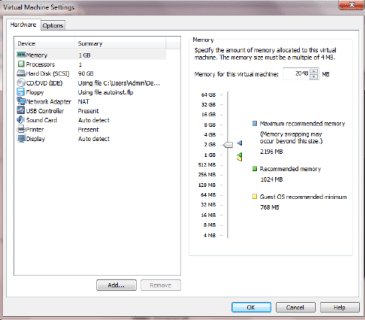 Virtual Machine Settings
Hardware Options
Device Summary
Memory 1 GB
Processors 1
Hard Disk (SCSI) 90 GB
CD/DVD (IDE) Using file C:\Users\Admin\De...
Floppy Using file autoinst.flp
Network Adapter NAT
USB Controller Present
Sound Card Auto detect
Printer Present
Display Auto detect
Add... Remove
Memory
Specify the amount of memory allocated to this virtual
machine. The memory size must be a multiple of 4 MB.
Memory for this virtual machine: 2048 MB
64 GB
32 GB
16 GB
8 GB
4 GB
2 GB
1 GB
512 MB
256 MB
128 MB
64 MB
32 MB
16 MB
8 MB
4 MB
Maximum recommended memory
(Memory swapping may
occur beyond this size.)
2196 MB
Recommended memory
1024 MB
Guest OS recommended minimum
768 MB
OK Cancel Help